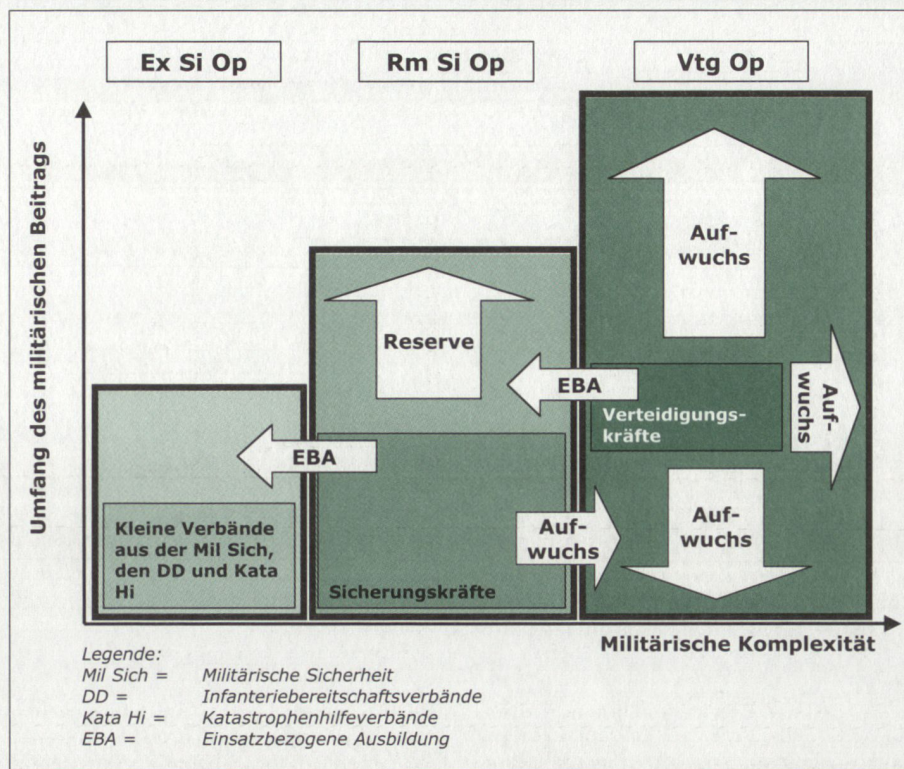 Ex Si Op
Rm Si Op
Vtg Op
Umfang des militärischen Beitrags
Auf-
wuchs
Reserve
EBA
Verteidigungs-
kräfte
Auf-
wuchs
EBA
Kleine Verbände
aus der Mil Sich,
den DD und Kata
Hi
Sicherungskräfte
Auf-
wuchs
Auf-
wuchs
Militärische Komplexität
Legende:
Mil Sich = Militärische Sicherheit
DD = Infanteriebereitschaftsverbände
Kata Hi = Katastrophenhilfeverbände
EBA = Einsatzbezogene Ausbildung